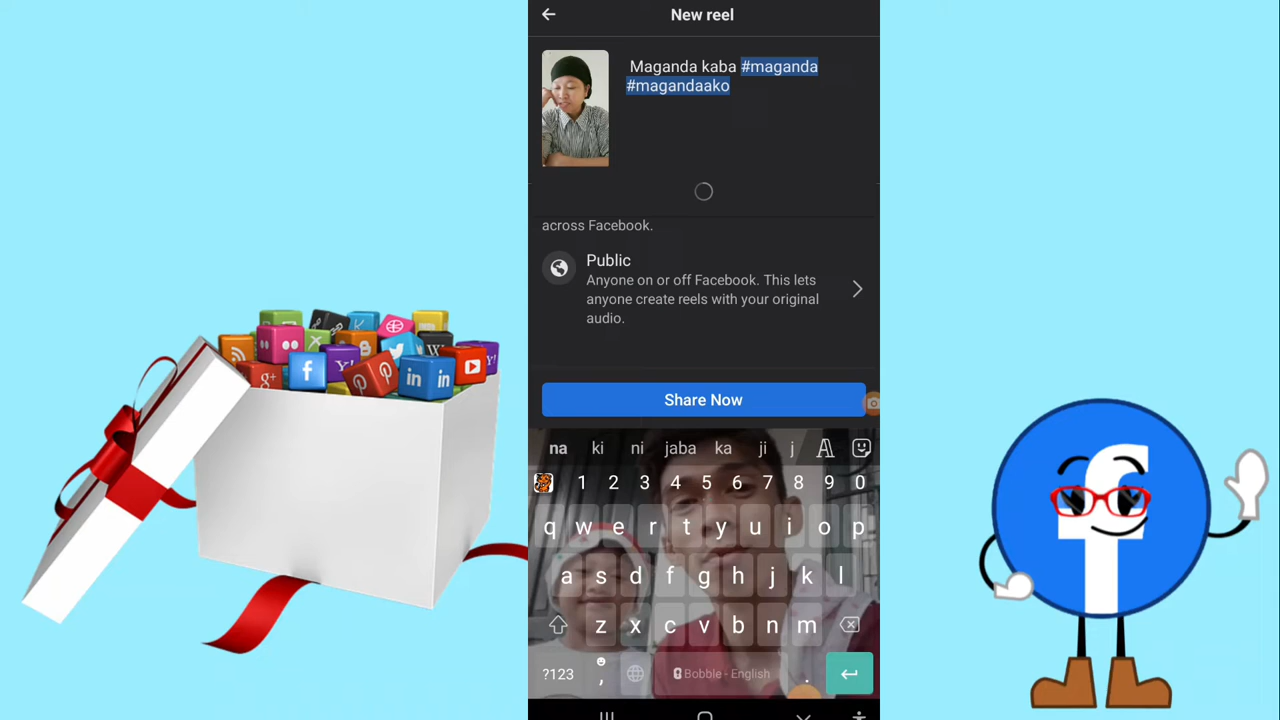 New reel
Maganda kaba #maganda
#magandaako
across Facebook.
Public
Anyone on or off Facebook. This lets
anyone create reels with your original
audio.
Share Now
na ki ni jaba ka ji j
1 2 3 4 5 6 7 8 9 0
q w e r t y u i o p
a s d f g h j k l
z x c v b n m
?123 , Bobble - English .
g+ f Y! P P in in W Y!
f